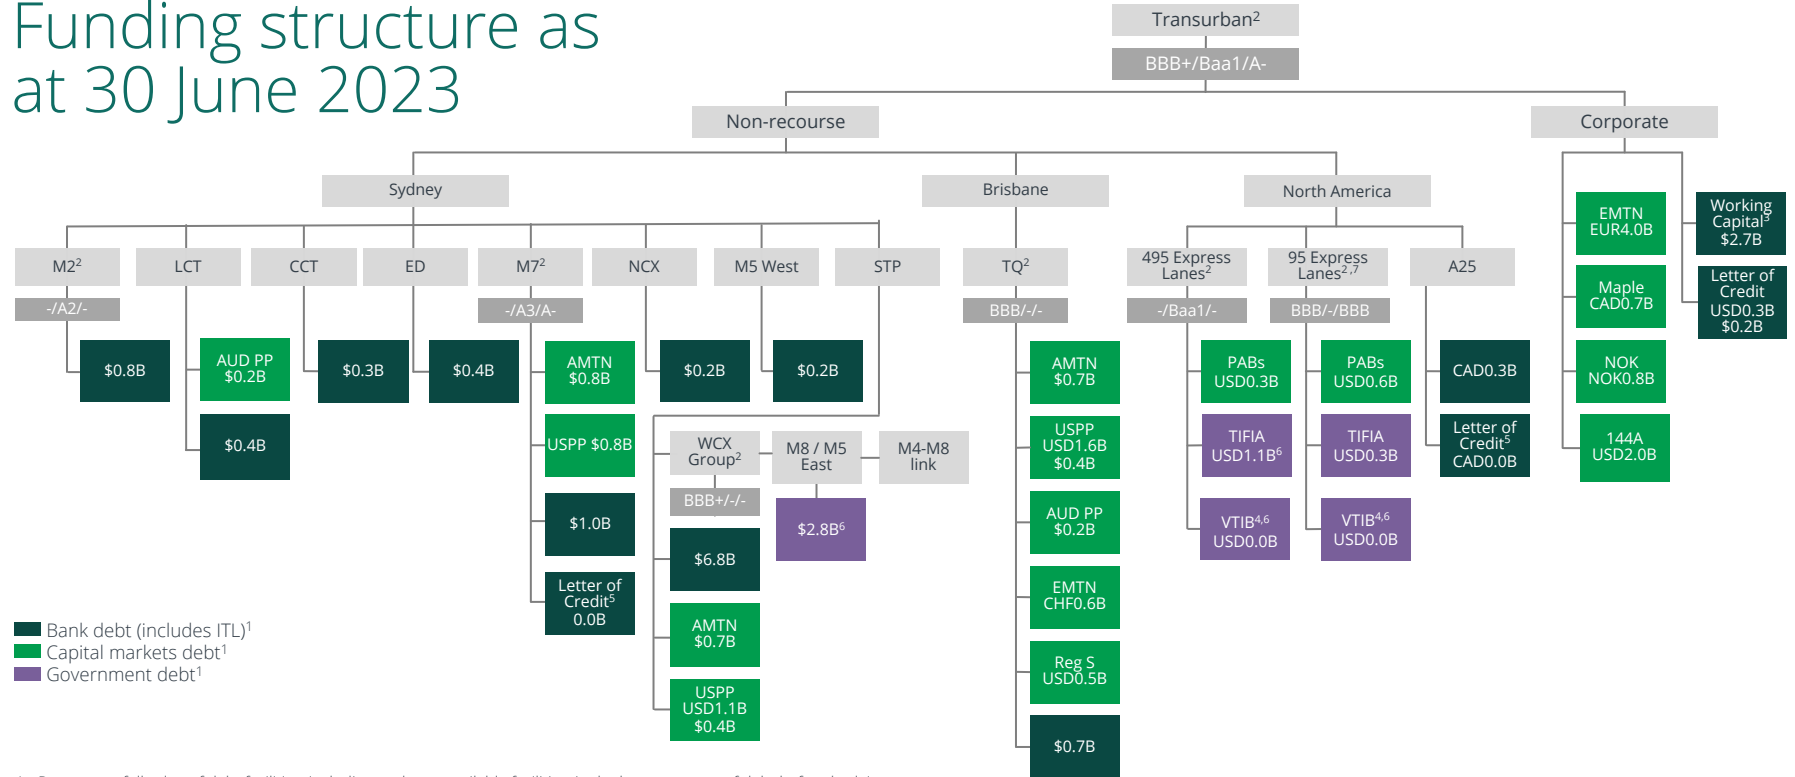 Funding structure as
at 30 June 2023
Transurban²
BBB+/Baa1/A-
Non-recourse
Corporate
Sydney
Brisbane
North America
M2²
-/A2/-
$0.8B
LCT
AUD PP
$0.2B
$0.4B
CCT
$0.3B
ED
$0.4B
M7²
-/A3/A-
AMTN
$0.8B
USPP $0.8B
$1.0B
Letter of
Credit⁵
0.0B
NCX
$0.2B
M5 West
$0.2B
STP
WCX
Group²
BBB+/-/-
$6.8B
AMTN
$0.7B
USPP
USD1.1B
$0.4B
M8 / M5
East
$2.8B⁶
M4-M8
link
TQ²
BBB/-/-
AMTN
$0.7B
USPP
USD1.6B
$0.4B
AUD PP
$0.2B
EMTN
CHF0.6B
Reg S
USD0.5B
$0.7B
495 Express
Lanes²
-/Baa1/-
PABs
USD0.3B
TIFIA
USD1.1B⁶
VTIB⁴,⁶
USD0.0B
95 Express
Lanes²,⁷
BBB/-/BBB
PABs
USD0.6B
TIFIA
USD0.3B
VTIB⁴,⁶
USD0.0B
A25
CAD0.3B
Letter of
Credit⁵
CAD0.0B
EMTN
EUR4.0B
Maple
CAD0.7B
NOK
NOK0.8B
144A
USD2.0B
Working
Capital³
$2.7B
Letter of
Credit
USD0.3B
$0.2B
Bank debt (includes ITL)¹
Capital markets debt¹
Government debt¹